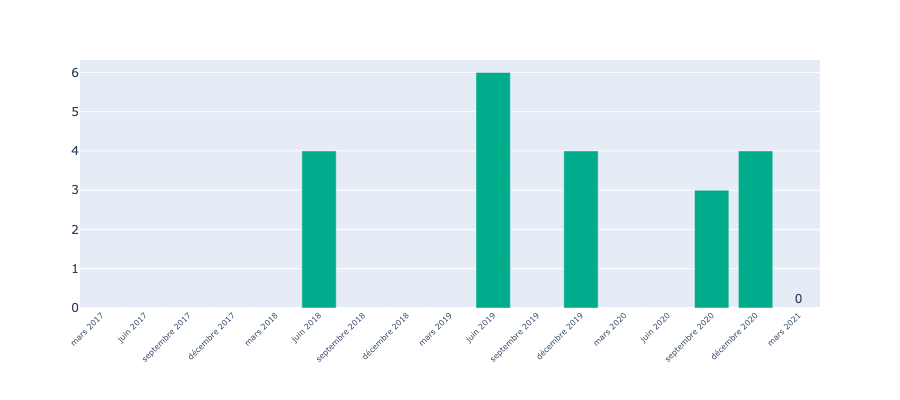 6
5
4
3
2
1
0
0
mars 2017
juin 2017
septembre 2017
décembre 2017
mars 2018
juin 2018
septembre 2018
décembre 2018
mars 2019
juin 2019
septembre 2019
décembre 2019
mars 2020
juin 2020
septembre 2020
décembre 2020
mars 2021